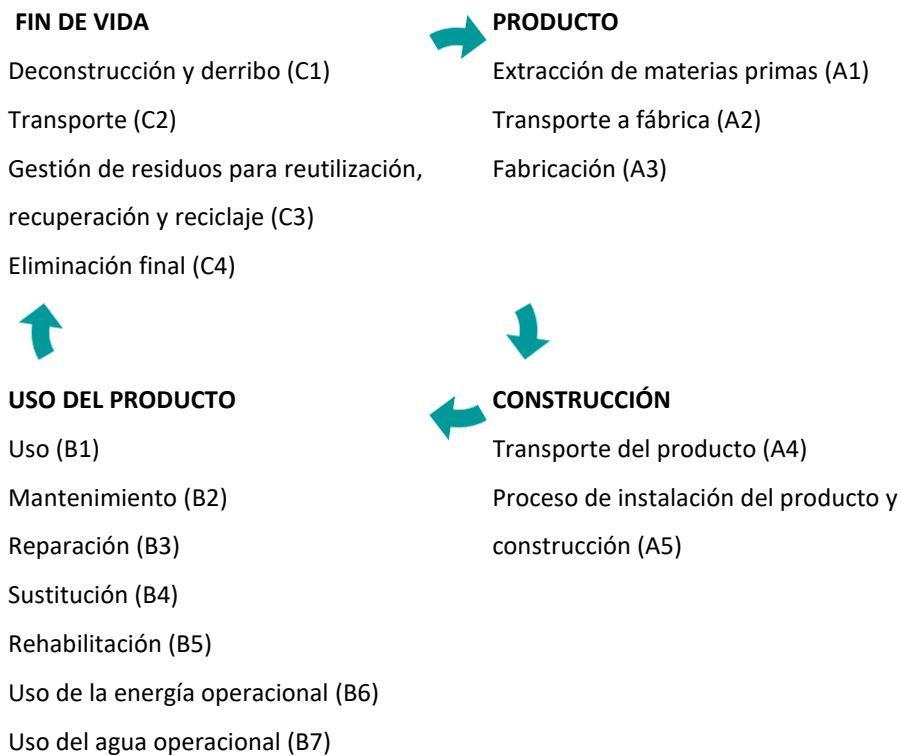 FIN DE VIDA
Deconstrucción y derribo (C1)
Transporte (C2)
Gestión de residuos para reutilización,
recuperación y reciclaje (C3)
Eliminación final (C4)
PRODUCTO
Extracción de materias primas (A1)
Transporte a fábrica (A2)
Fabricación (A3)
USO DEL PRODUCTO
Uso (B1)
Mantenimiento (B2)
Reparación (B3)
Sustitución (B4)
Rehabilitación (B5)
Uso de la energía operacional (B6)
Uso del agua operacional (B7)
CONSTRUCCIÓN
Transporte del producto (A4)
Proceso de instalación del producto y
construcción (A5)